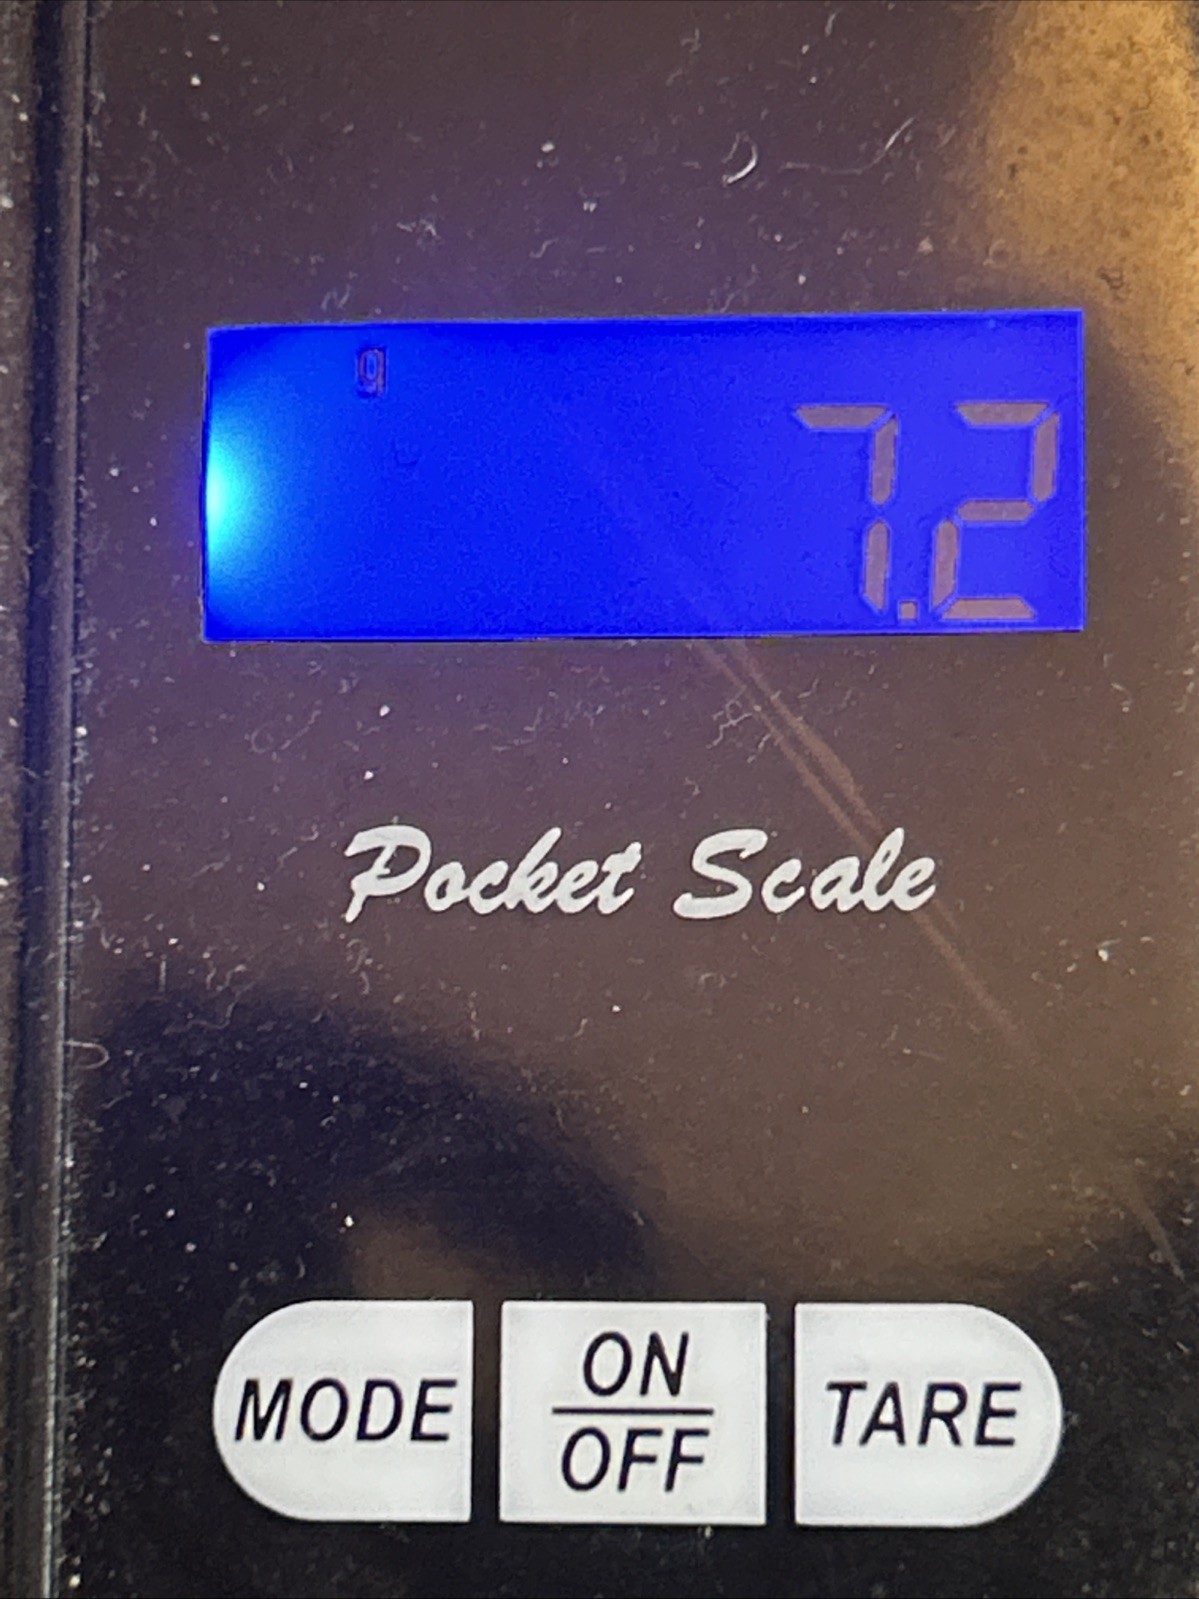 g
7.2
Pocket Scale
MODE
ON
OFF
TARE